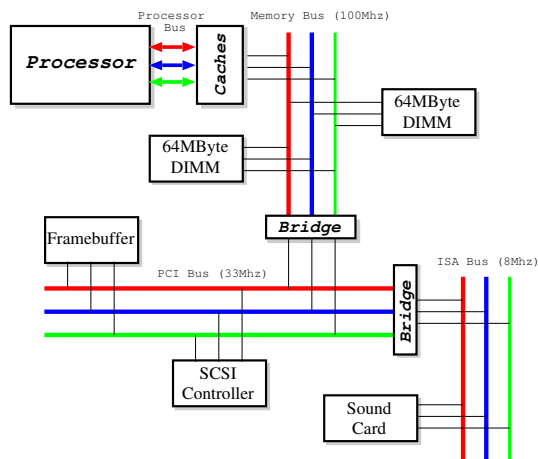 Processor
Bus
Memory Bus (100Mhz)
Processor
Caches
64MByte
DIMM
64MByte
DIMM
Bridge
Framebuffer
PCI Bus (33Mhz)
ISA Bus (8Mhz)
Bridge
SCSI
Controller
Sound
Card